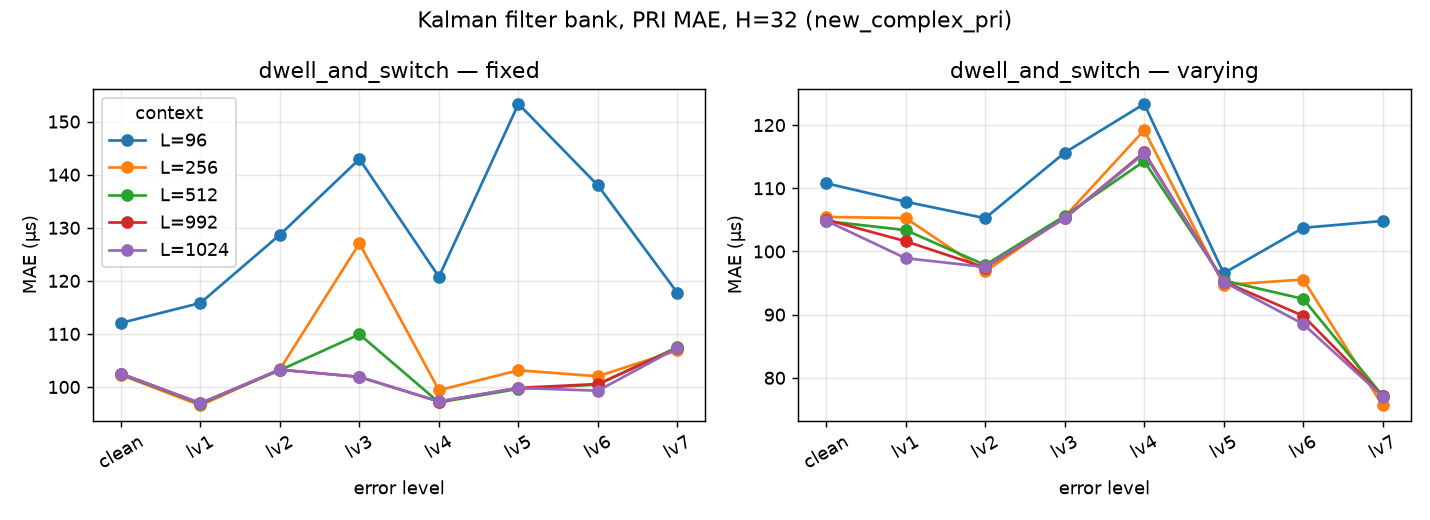 Kalman filter bank, PRI MAE, H=32 (new_complex_pri)
dwell_and_switch — fixed
MAE (µs)
150
140
130
120
110
100
context
L=96
L=256
L=512
L=992
L=1024
clean lv1 lv2 lv3 lv4 lv5 lv6 lv7
error level
dwell_and_switch — varying
MAE (µs)
120
110
100
90
80
clean lv1 lv2 lv3 lv4 lv5 lv6 lv7
error level